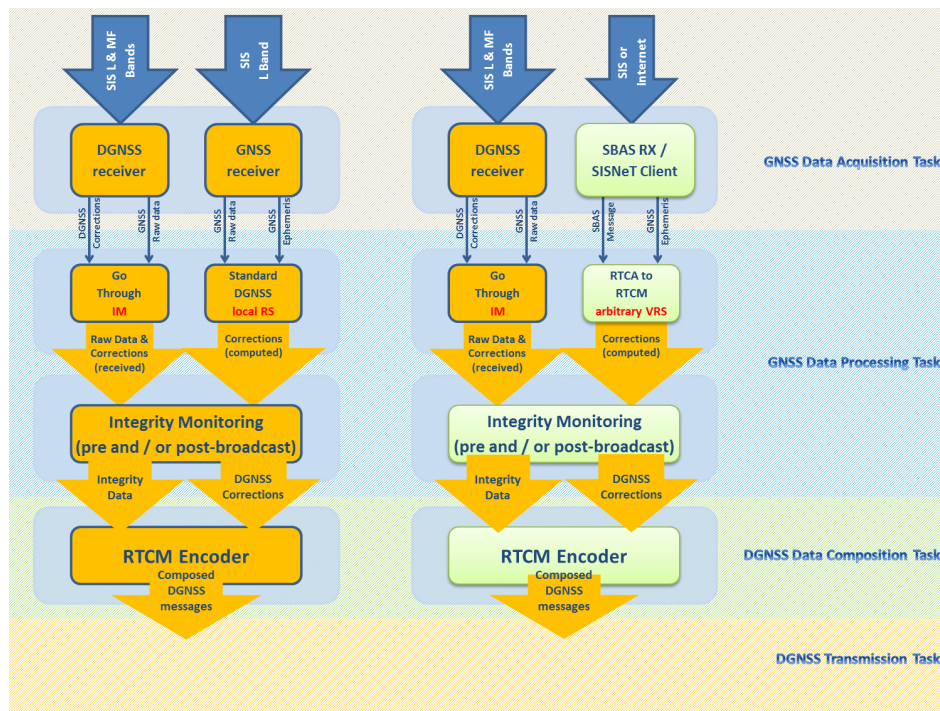 SIS L & MF
Bands
SIS
L Band
SIS L & MF
Bands
SIS or
Internet
DGNSS
receiver
GNSS
receiver
DGNSS
receiver
SBAS RX /
SISNeT Client
GNSS Data Acquisition Task
DGNSS
Corrections
GNSS
Raw data
GNSS
Raw data
GNSS
Ephemeris
DGNSS
Corrections
GNSS
Raw data
SBAS
Message
GNSS
Ephemeris
Go
Through
IM
Standard
DGNSS
local RS
Go
Through
IM
RTCA to
RTCM
arbitrary VRS
Raw Data &
Corrections
(received)
Corrections
(computed)
Raw Data &
Corrections
(received)
Corrections
(computed)
GNSS Data Processing Task
Integrity Monitoring
(pre and / or post-broadcast)
Integrity Monitoring
(pre and / or post-broadcast)
Integrity
Data
DGNSS
Corrections
Integrity
Data
DGNSS
Corrections
RTCM Encoder
RTCM Encoder
DGNSS Data Composition Task
Composed
DGNSS
messages
Composed
DGNSS
messages
DGNSS Transmission Task